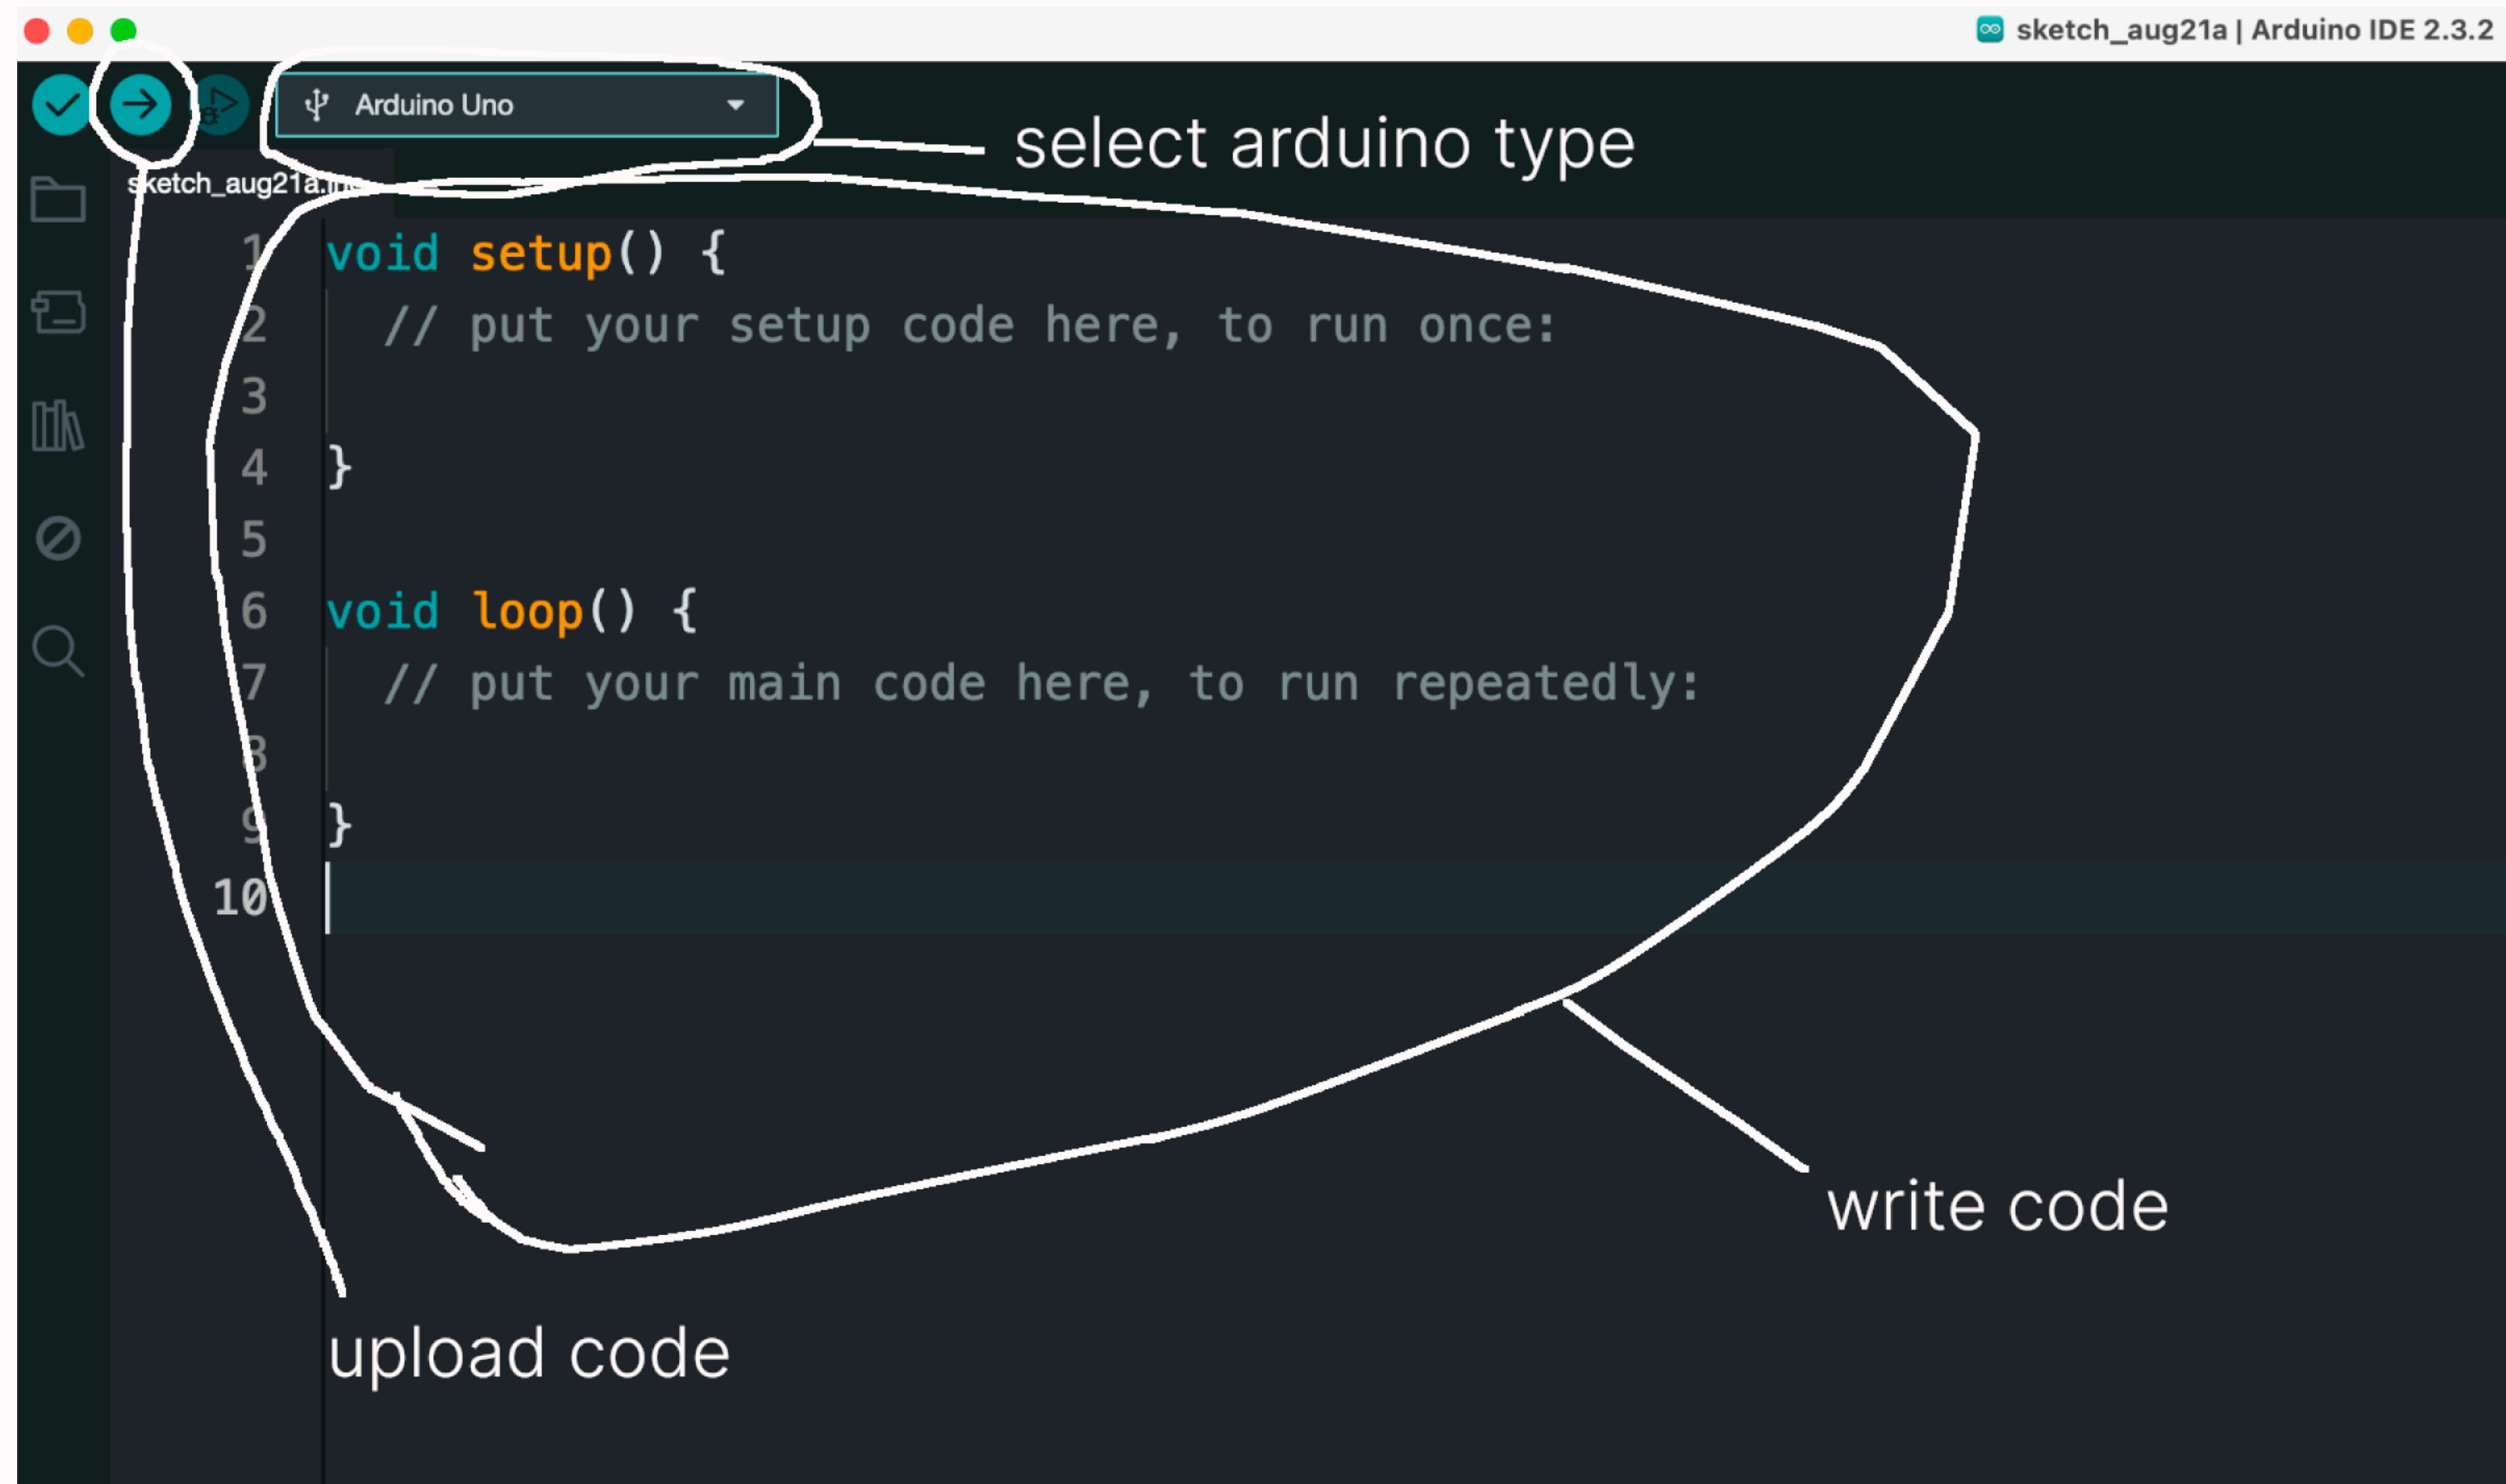 sketch_aug21a | Arduino IDE 2.3.2
Arduino Uno
select arduino type
sketch_aug21a.ino
1 void setup() {
2 // put your setup code here, to run once:
3
4 }
5
6 void loop() {
7 // put your main code here, to run repeatedly:
8
9 }
10
write code
upload code